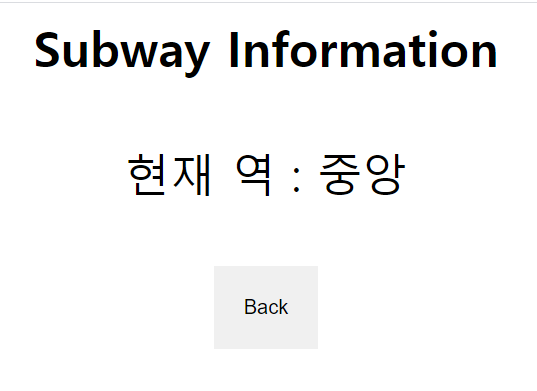 Subway Information
현재 역 : 중앙
Back